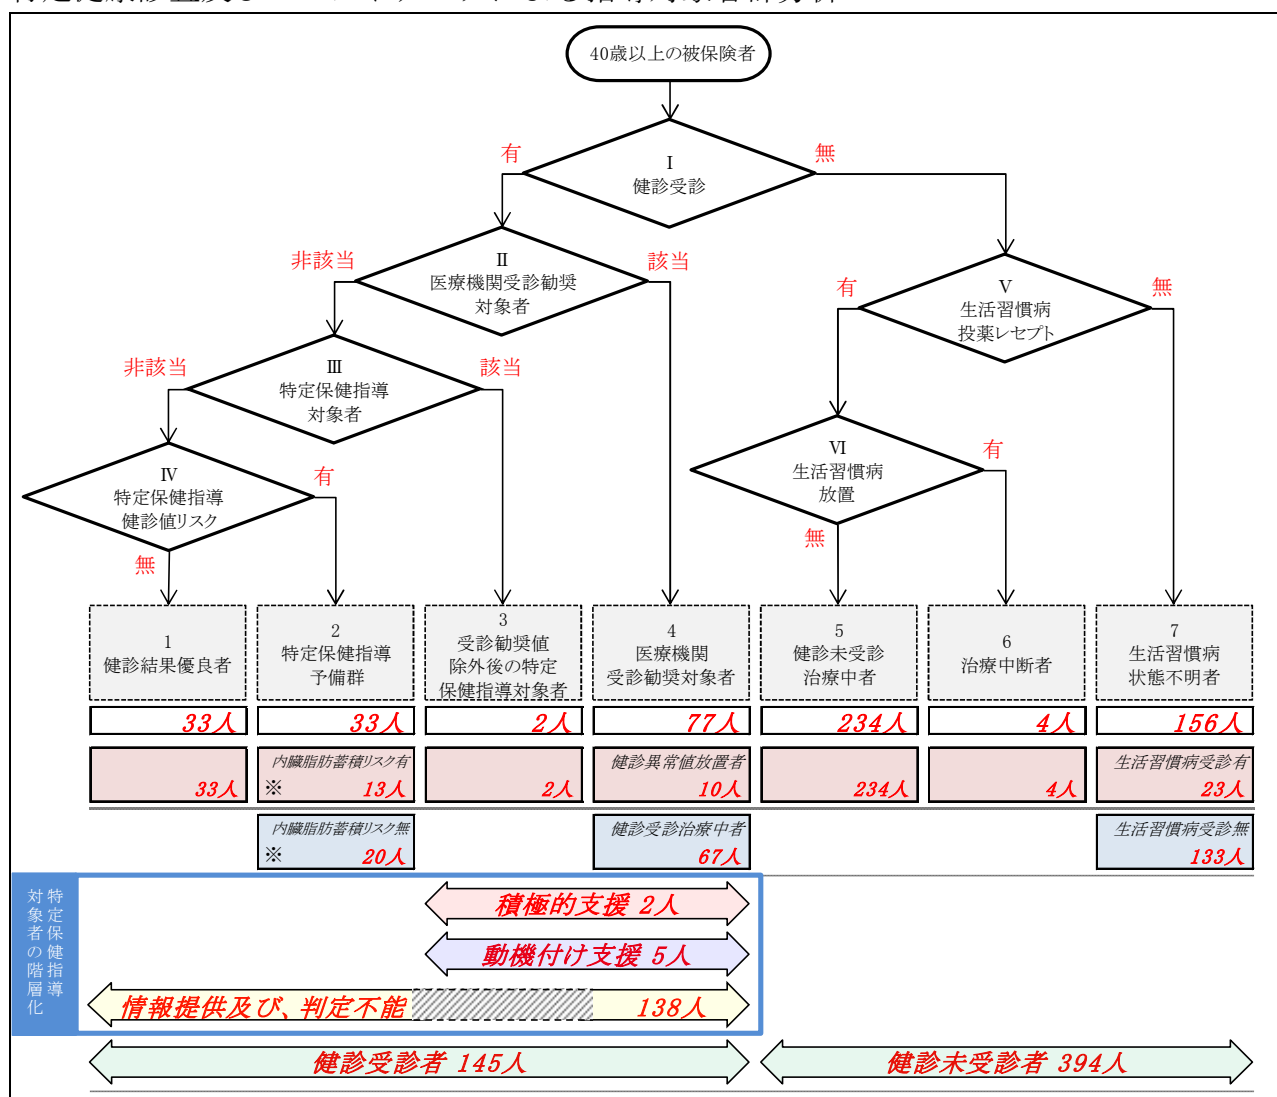 40歳以上の被保険者
Ⅰ
健診受診
有
無
Ⅱ
医療機関受診勧奨
対象者
非該当
該当
Ⅴ
生活習慣病
投薬レセプト
有
無
Ⅲ
特定保健指導
対象者
非該当
該当
Ⅵ
生活習慣病
放置
有
無
Ⅳ
特定保健指導
健診値リスク
有
無
1
健診結果優良者
2
特定保健指導
予備群
3
受診勧奨値
除外後の特定
保健指導対象者
4
医療機関
受診勧奨対象者
5
健診未受診
治療中者
6
治療中断者
7
生活習慣病
状態不明者
33人
33人
2人
77人
234人
4人
156人
33人
内臓脂肪蓄積リスク有
※ 13人
2人
健診異常値放置者
10人
234人
4人
生活習慣病受診有
23人
内臓脂肪蓄積リスク無
※ 20人
健診受診治療中者
67人
生活習慣病受診無
133人
特定保健指導
対象者の階層化
積極的支援 2人
動機付け支援 5人
情報提供及び、判定不能 138人
健診受診者 145人
健診未受診者 394人